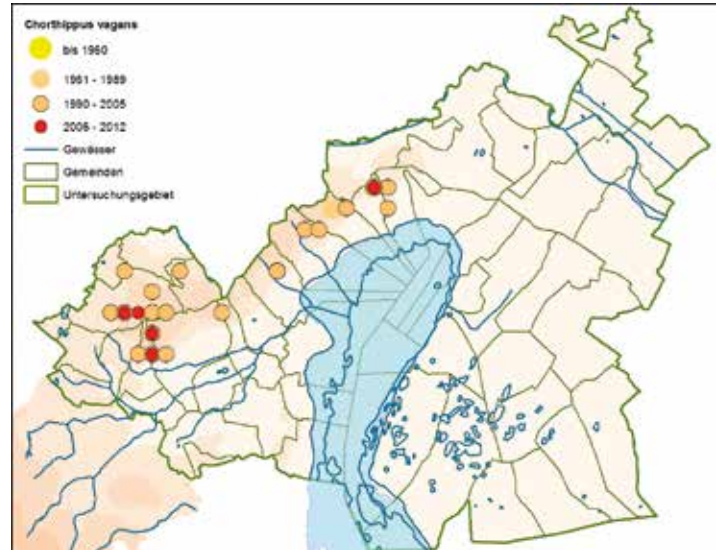 Chorthippus vagans
bis 1960
1961 - 1989
1990 - 2005
2006 - 2012
Gewässer
Gemeinden
Untersuchungsgebiet